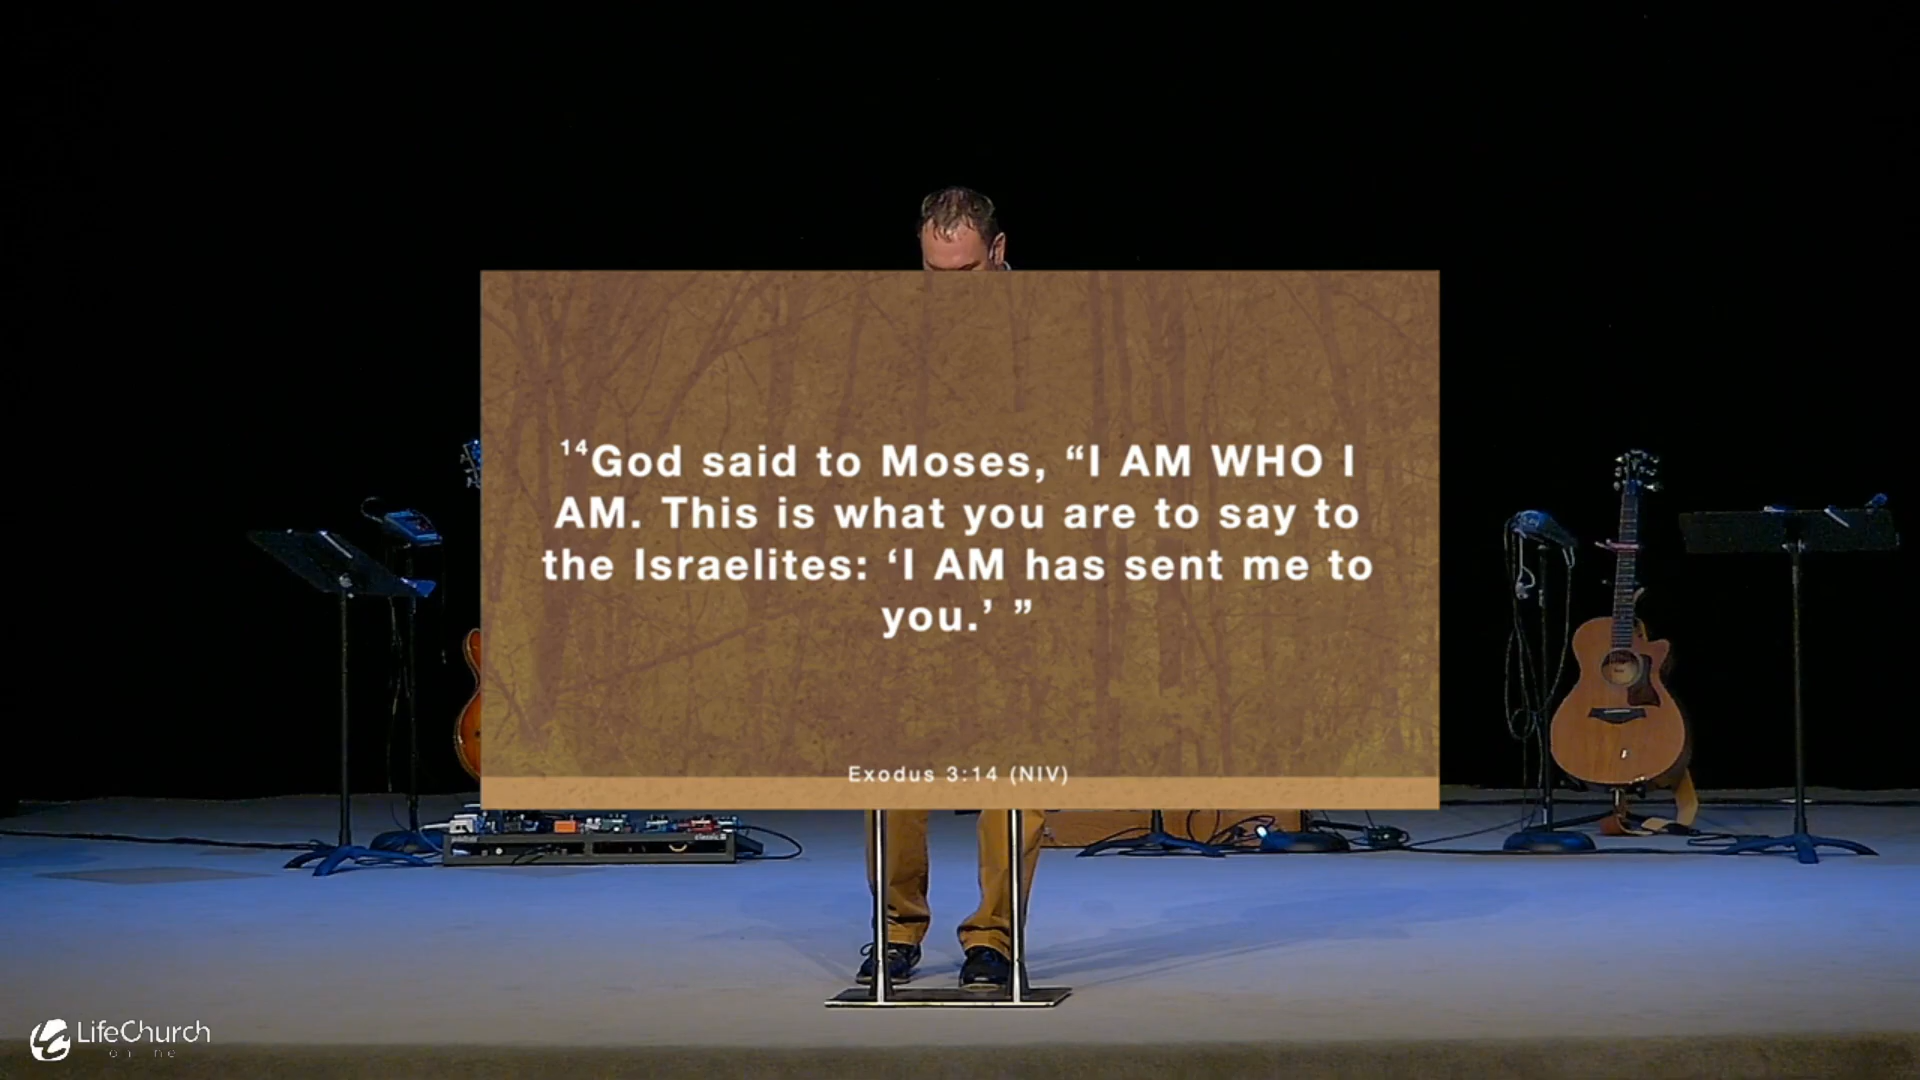 ¹⁴God said to Moses, “I AM WHO I
AM. This is what you are to say to
the Israelites: ‘I AM has sent me to
you.’ ”
Exodus 3:14 (NIV)
LifeChurch
online